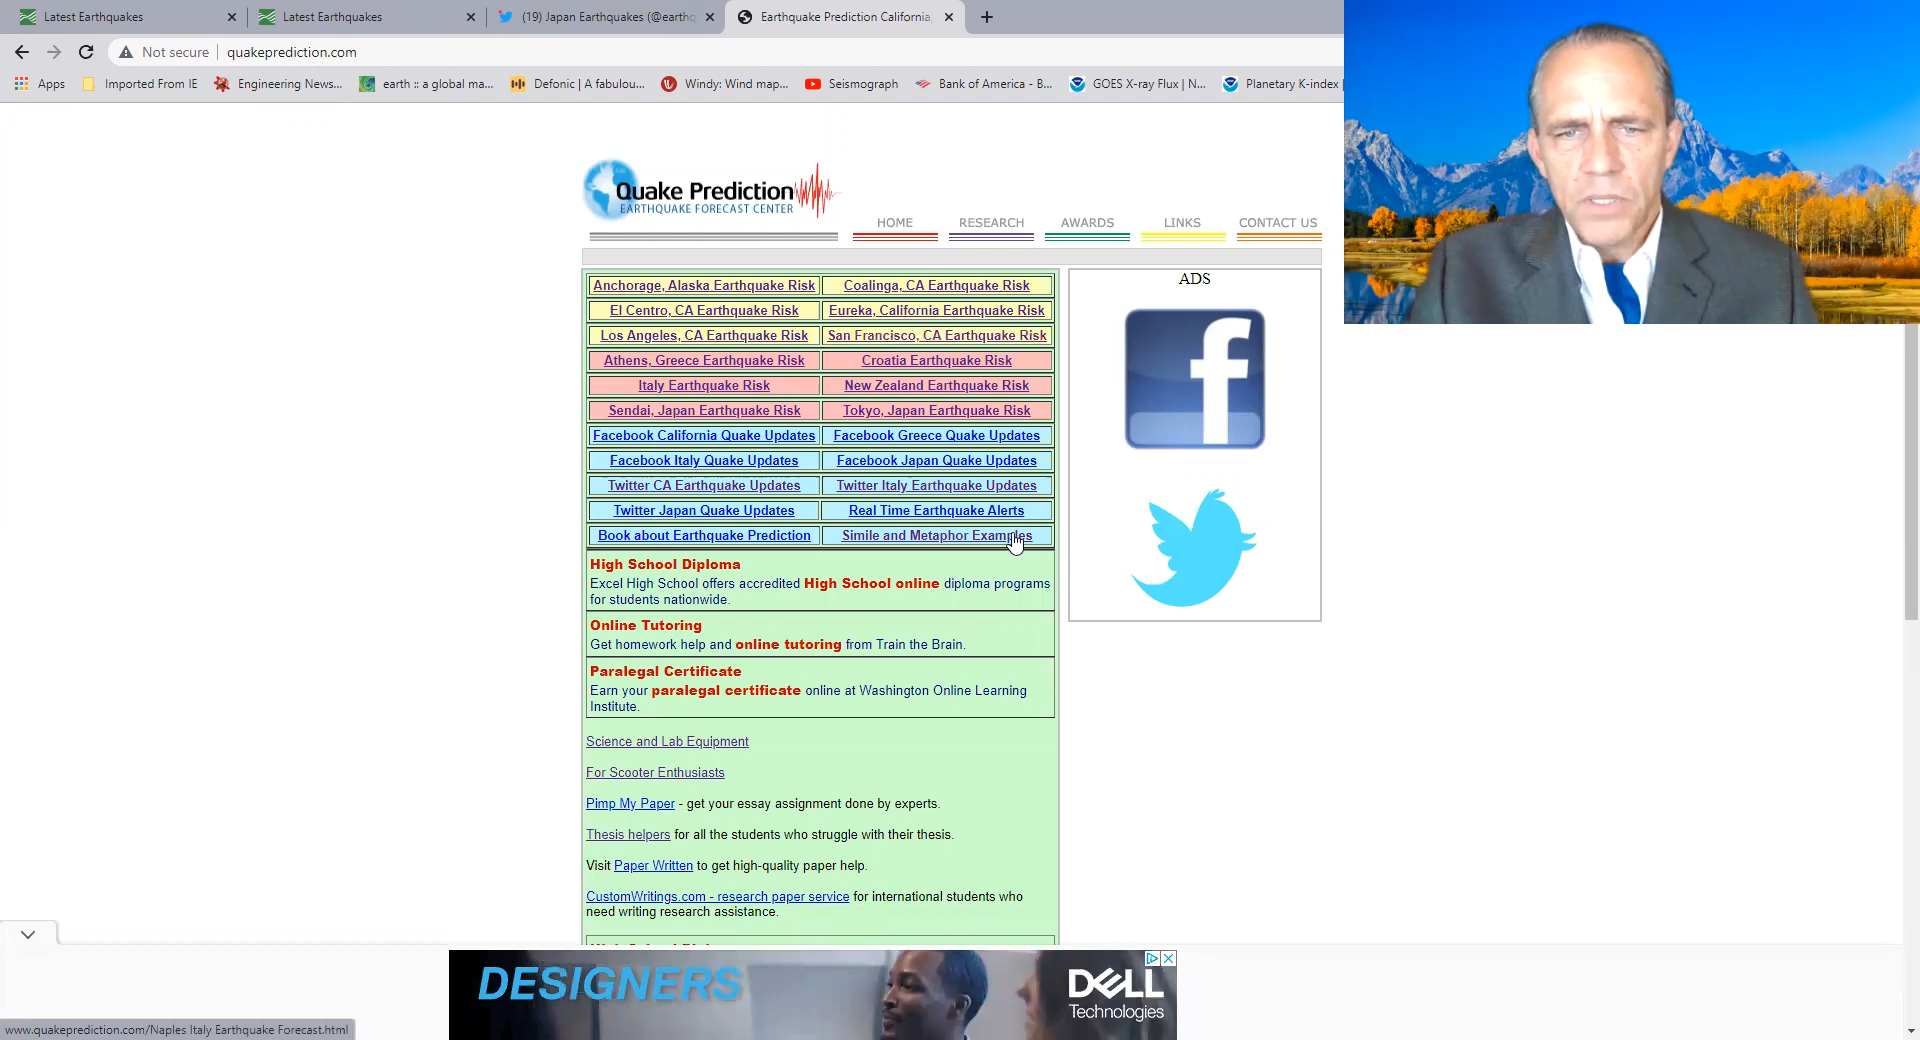 Latest Earthquakes
Latest Earthquakes
(19) Japan Earthquakes (@earthq
Earthquake Prediction California
Not secure
quakeprediction.com
Apps
Imported From IE
Engineering News...
earth :: a global ma...
Defonic | A fabulou...
Windy: Wind map...
Seismograph
Bank of America - B...
GOES X-ray Flux | N...
Planetary K-index
Quake Prediction
EARTHQUAKE FORECAST CENTER
HOME
RESEARCH
AWARDS
LINKS
CONTACT US
Anchorage, Alaska Earthquake Risk
Coalinga, CA Earthquake Risk
El Centro, CA Earthquake Risk
Eureka, California Earthquake Risk
Los Angeles, CA Earthquake Risk
San Francisco, CA Earthquake Risk
Athens, Greece Earthquake Risk
Croatia Earthquake Risk
Italy Earthquake Risk
New Zealand Earthquake Risk
Sendai, Japan Earthquake Risk
Tokyo, Japan Earthquake Risk
Facebook California Quake Updates
Facebook Greece Quake Updates
Facebook Italy Quake Updates
Facebook Japan Quake Updates
Twitter CA Earthquake Updates
Twitter Italy Earthquake Updates
Twitter Japan Quake Updates
Real Time Earthquake Alerts
Book about Earthquake Prediction
Simile and Metaphor Examples
ADS
f
High School Diploma
Excel High School offers accredited High School online diploma programs
for students nationwide.
Online Tutoring
Get homework help and online tutoring from Train the Brain.
Paralegal Certificate
Earn your paralegal certificate online at Washington Online Learning
Institute.
Science and Lab Equipment
For Scooter Enthusiasts
Pimp My Paper - get your essay assignment done by experts.
Thesis helpers for all the students who struggle with their thesis.
Visit Paper Written to get high-quality paper help.
CustomWritings.com - research paper service for international students who
need writing research assistance.
DESIGNERS
DELL
Technologies
www.quakeprediction.com/Naples Italy Earthquake Forecast.html